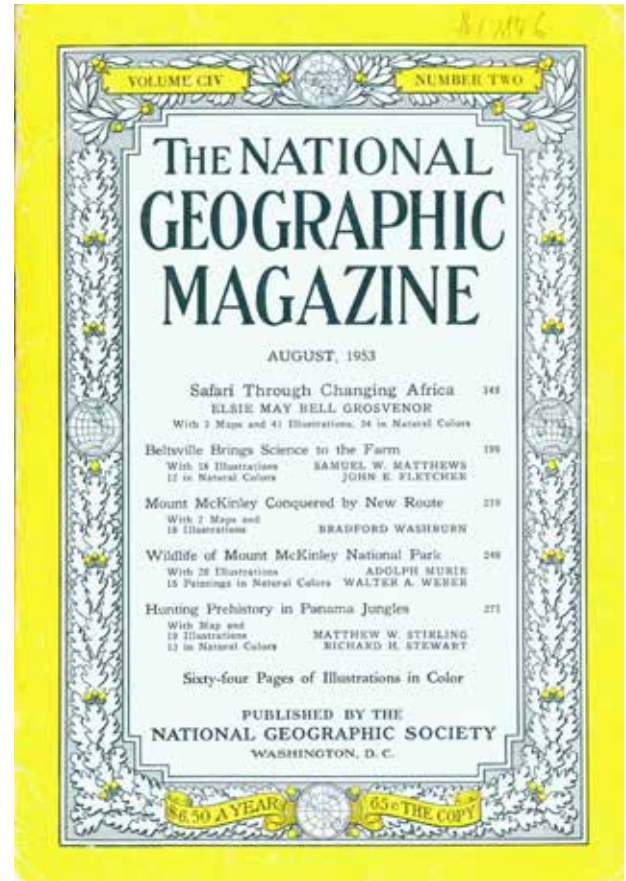 VOLUME CIV NUMBER TWO
THE NATIONAL
GEOGRAPHIC
MAGAZINE
AUGUST, 1953
Safari Through Changing Africa
ELSIE MAY BELL GROSVENOR
With Maps and 41 Illustrations, 34 in Natural Colors
Beltsville Brings Science to the Farm 199
With 18 Illustrations SAMUEL W. MATTHEWS
12 in Natural Colors JOHN E. FLETCHER
Mount McKinley Conquered by New Route 219
With 2 Maps and
18 Illustrations BRADFORD WASHBURN
Wildlife of Mount McKinley National Park
With 28 Illustrations ADOLPH MURIE
16 Paintings in Natural Colors WALTER A. WEBER
Hunting Prehistory in Panama Jungles 271
With Map and
19 Illustrations MATTHEW W. STIRLING
13 in Natural Colors RICHARD H. STEWART
Sixty-four Pages of Illustrations in Color
PUBLISHED BY THE
NATIONAL GEOGRAPHIC SOCIETY
WASHINGTON, D. C.
$6.50 A YEAR 65¢ THE COPY